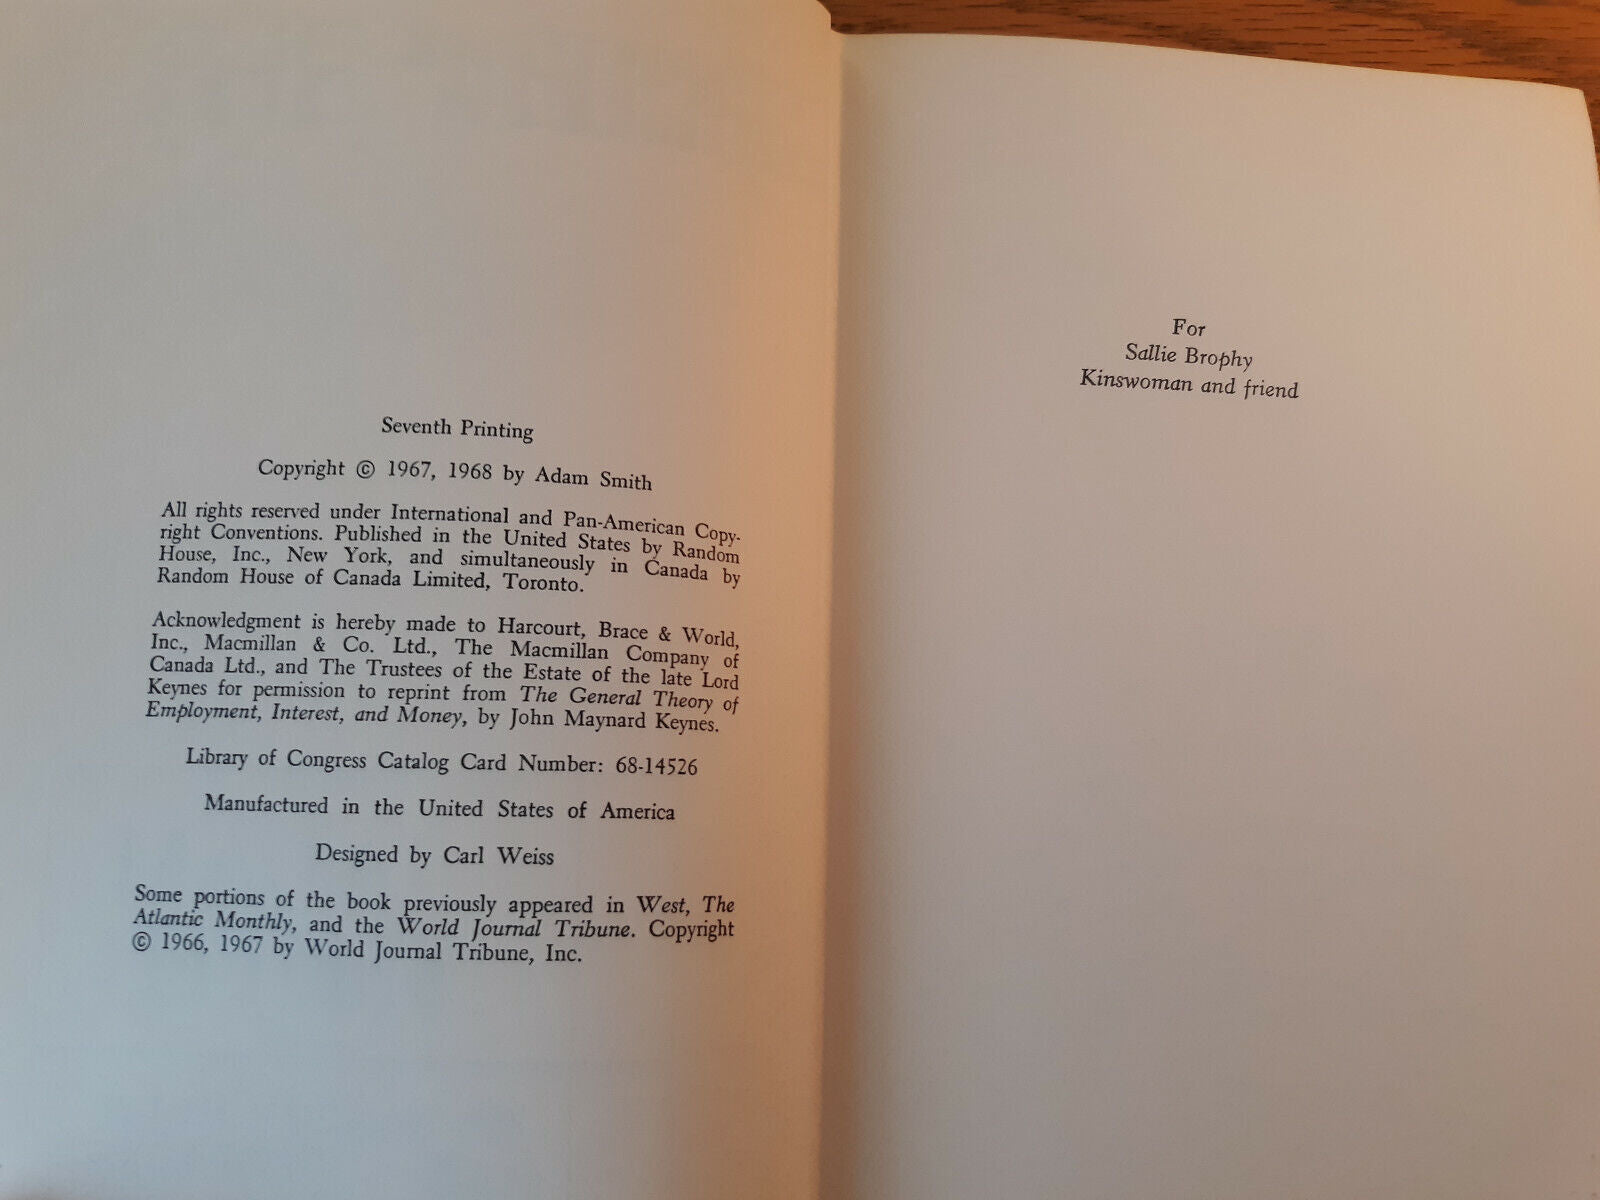 Seventh Printing
Copyright © 1967, 1968 by Adam Smith
All rights reserved under International and Pan-American Copy-
right Conventions. Published in the United States by Random
House, Inc., New York, and simultaneously in Canada by
Random House of Canada Limited, Toronto.
Acknowledgment is hereby made to Harcourt, Brace & World,
Inc., Macmillan & Co. Ltd., The Macmillan Company of
Canada Ltd., and The Trustees of the Estate of the late Lord
Keynes for permission to reprint from The General Theory of
Employment, Interest, and Money, by John Maynard Keynes.
Library of Congress Catalog Card Number: 68-14526
Manufactured in the United States of America
Designed by Carl Weiss
Some portions of the book previously appeared in West, The
Atlantic Monthly, and the World Journal Tribune. Copyright
© 1966, 1967 by World Journal Tribune, Inc.
For
Sallie Brophy
Kinswoman and friend